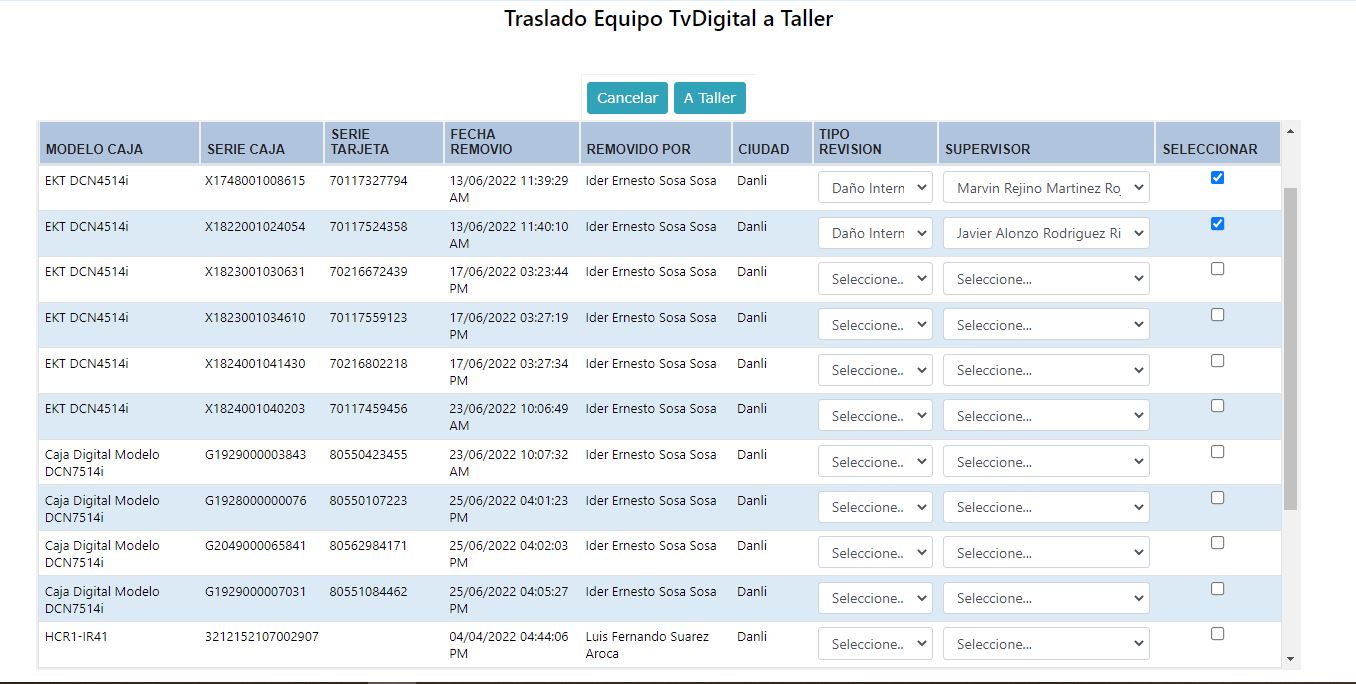 Traslado Equipo TvDigital a Taller
Cancelar A Taller
MODELO CAJA SERIE CAJA SERIE TARJETA FECHA REMOVIO REMOVIDO POR CIUDAD TIPO REVISION SUPERVISOR SELECCIONAR
EKT DCN4514i X1748001008615 70117327794 13/06/2022 11:39:29 AM Ider Ernesto Sosa Sosa Danli Daño Intern Marvin Rejino Martinez Ro
EKT DCN4514i X1822001024054 70117524358 13/06/2022 11:40:10 AM Ider Ernesto Sosa Sosa Danli Daño Intern Javier Alonzo Rodriguez Ri
EKT DCN4514i X1823001030631 70216672439 17/06/2022 03:23:44 PM Ider Ernesto Sosa Sosa Danli Seleccione.. Seleccione...
EKT DCN4514i X1823001034610 70117559123 17/06/2022 03:27:19 PM Ider Ernesto Sosa Sosa Danli Seleccione.. Seleccione...
EKT DCN4514i X1824001041430 70216802218 17/06/2022 03:27:34 PM Ider Ernesto Sosa Sosa Danli Seleccione.. Seleccione...
EKT DCN4514i X1824001040203 70117459456 23/06/2022 10:06:49 AM Ider Ernesto Sosa Sosa Danli Seleccione.. Seleccione...
Caja Digital Modelo DCN7514i G1929000003843 80550423455 23/06/2022 10:07:32 AM Ider Ernesto Sosa Sosa Danli Seleccione.. Seleccione...
Caja Digital Modelo DCN7514i G1928000000076 80550107223 25/06/2022 04:01:23 PM Ider Ernesto Sosa Sosa Danli Seleccione.. Seleccione...
Caja Digital Modelo DCN7514i G2049000065841 80562984171 25/06/2022 04:02:03 PM Ider Ernesto Sosa Sosa Danli Seleccione.. Seleccione...
Caja Digital Modelo DCN7514i G1929000007031 80551084462 25/06/2022 04:05:27 PM Ider Ernesto Sosa Sosa Danli Seleccione.. Seleccione...
HCR1-IR41 3212152107002907 04/04/2022 04:44:06 PM Luis Fernando Suarez Aroca Danli Seleccione.. Seleccione...